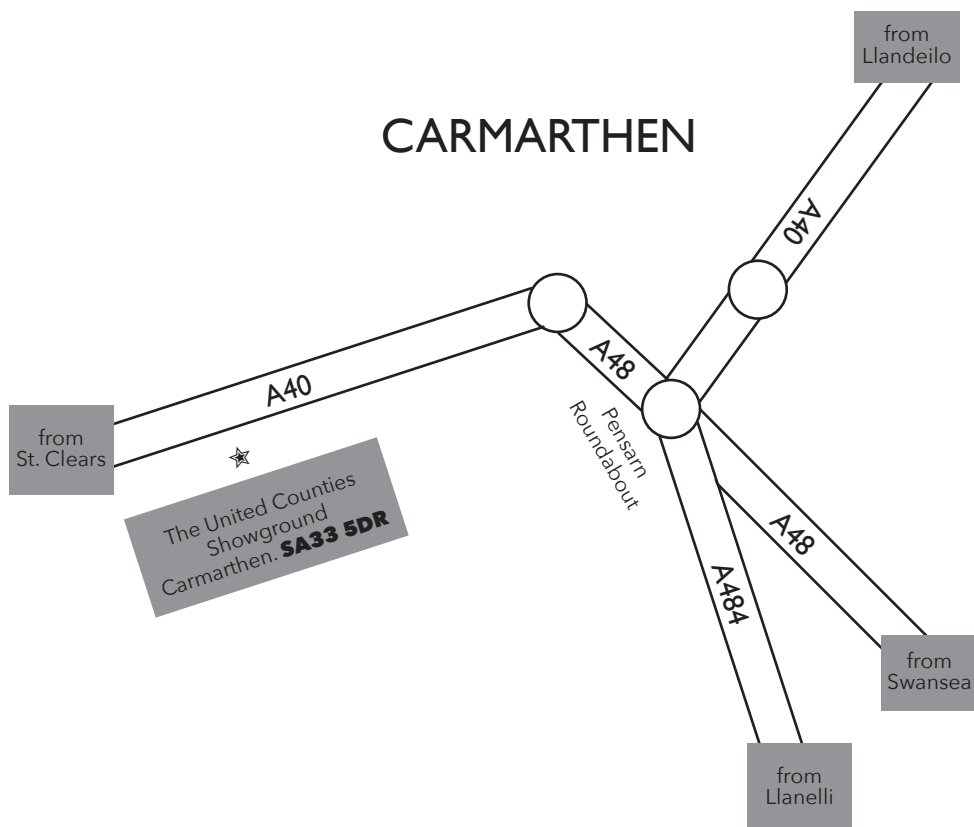 from
Llandeilo
CARMARTHEN
A40
A48
A40
Pensarn
Roundabout
from
St. Clears
The United Counties
Showground
Carmarthen. SA33 5DR
A48
A484
from
Swansea
from
Llanelli